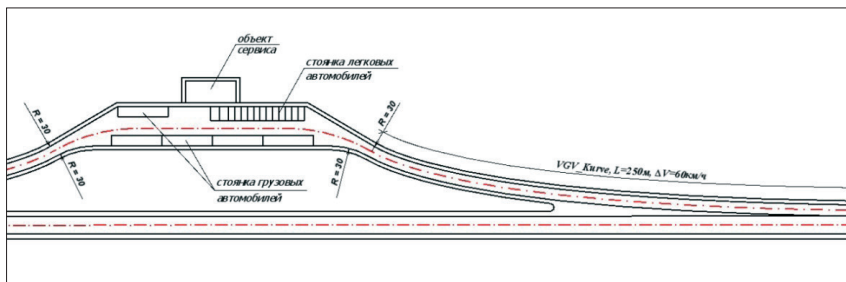 объект
сервиса
стоянка легковых
автомобилей
R = 30
R = 30
VGV_Kurve, L=250м, ΔV=60км/ч
R = 30
R = 30
стоянка грузовых
автомобилей